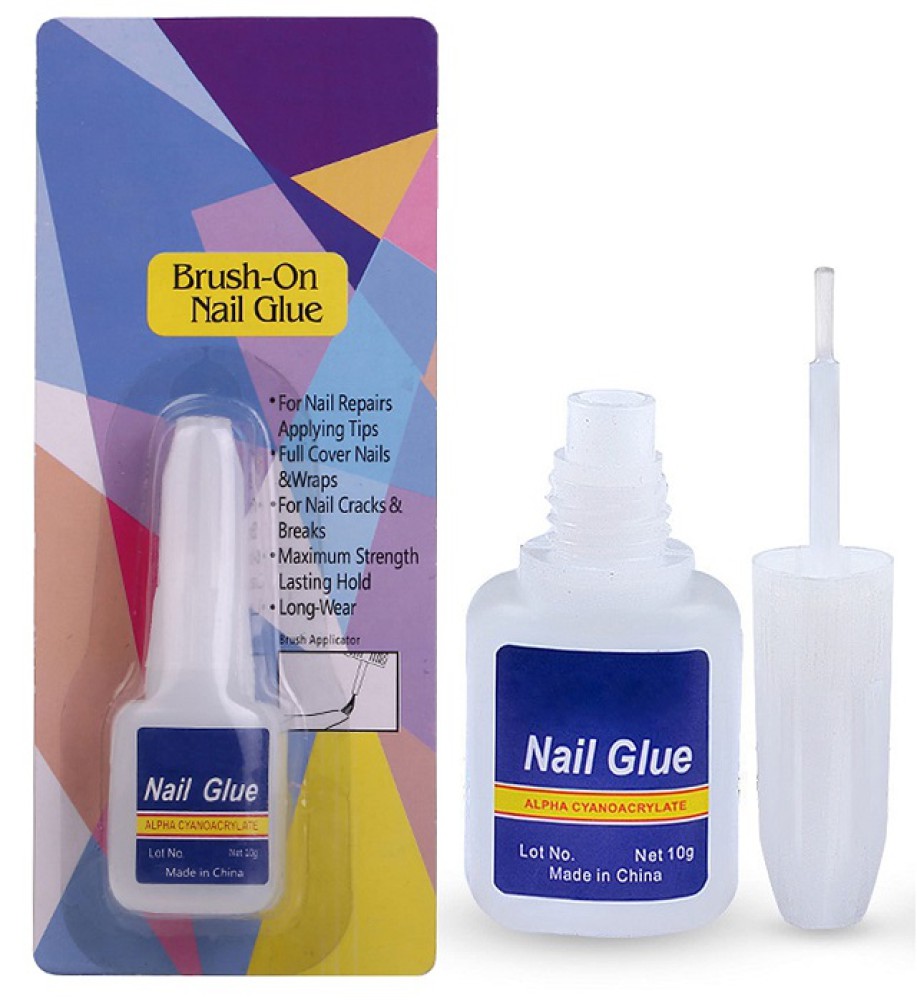 Brush-On
Nail Glue
• For Nail Repairs
Applying Tips
• Full Cover Nails
&Wraps
• For Nail Cracks &
Breaks
• Maximum Strength
Lasting Hold
• Long-Wear
Brush Applicator
Nail Glue
ALPHA CYANOACRYLATE
Lot No. Net 10g
Made in China
Nail Glue
ALPHA CYANOACRYLATE
Lot No. Net 10g
Made in China